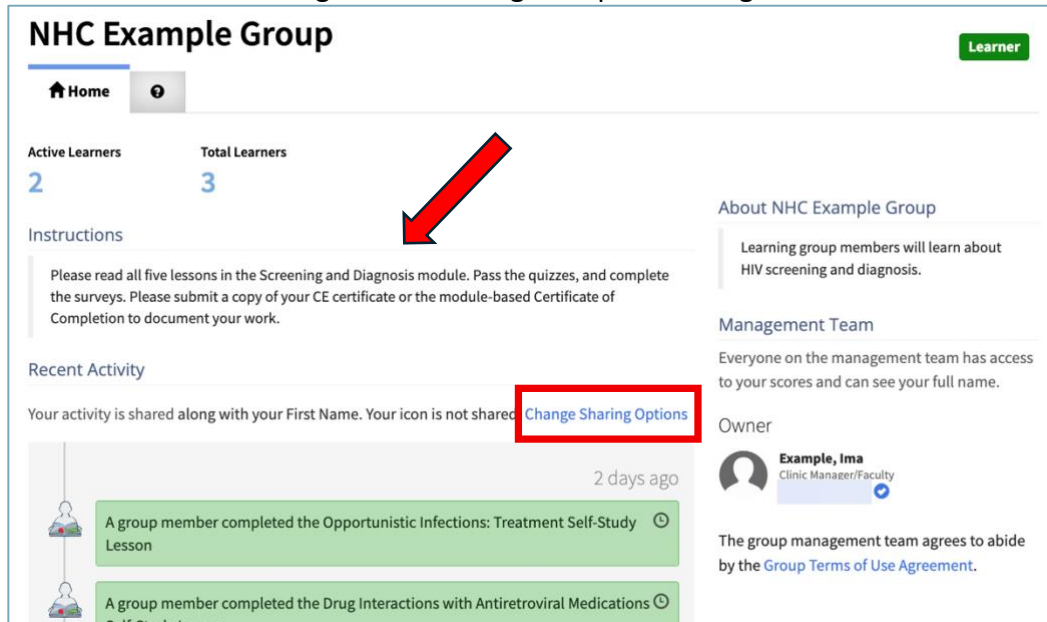 NHC Example Group
Learner
Home
Active Learners
Total Learners
2
3
Instructions
Please read all five lessons in the Screening and Diagnosis module. Pass the quizzes, and complete
the surveys. Please submit a copy of your CE certificate or the module-based Certificate of
Completion to document your work.
Recent Activity
Your activity is shared along with your First Name. Your icon is not shared Change Sharing Options
2 days ago
A group member completed the Opportunistic Infections: Treatment Self-Study
Lesson
A group member completed the Drug Interactions with Antiretroviral Medications
About NHC Example Group
Learning group members will learn about
HIV screening and diagnosis.
Management Team
Everyone on the management team has access
to your scores and can see your full name.
Owner
Example, Ima
Clinic Manager/Faculty
The group management team agrees to abide
by the Group Terms of Use Agreement.